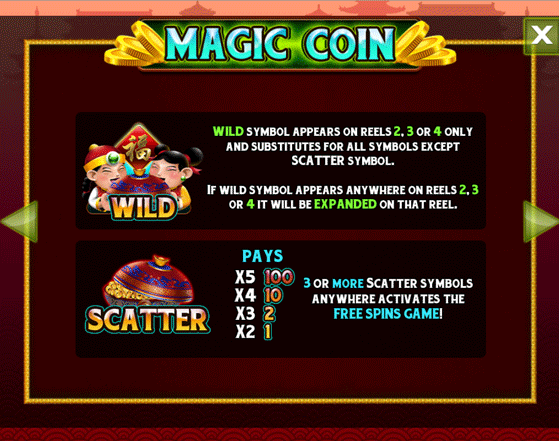 MAGIC COIN
X
福
WILD SYMBOL APPEARS ON REELS 2, 3 OR 4 ONLY
AND SUBSTITUTES FOR ALL SYMBOLS EXCEPT
SCATTER SYMBOL.
IF WILD SYMBOL APPEARS ANYWHERE ON REELS 2, 3
OR 4 IT WILL BE EXPANDED ON THAT REEL.
WILD
PAYS
X5 100
X4 10
X3 2
X2 1
SCATTER
3 OR MORE SCATTER SYMBOLS
ANYWHERE ACTIVATES THE
FREE SPINS GAME!